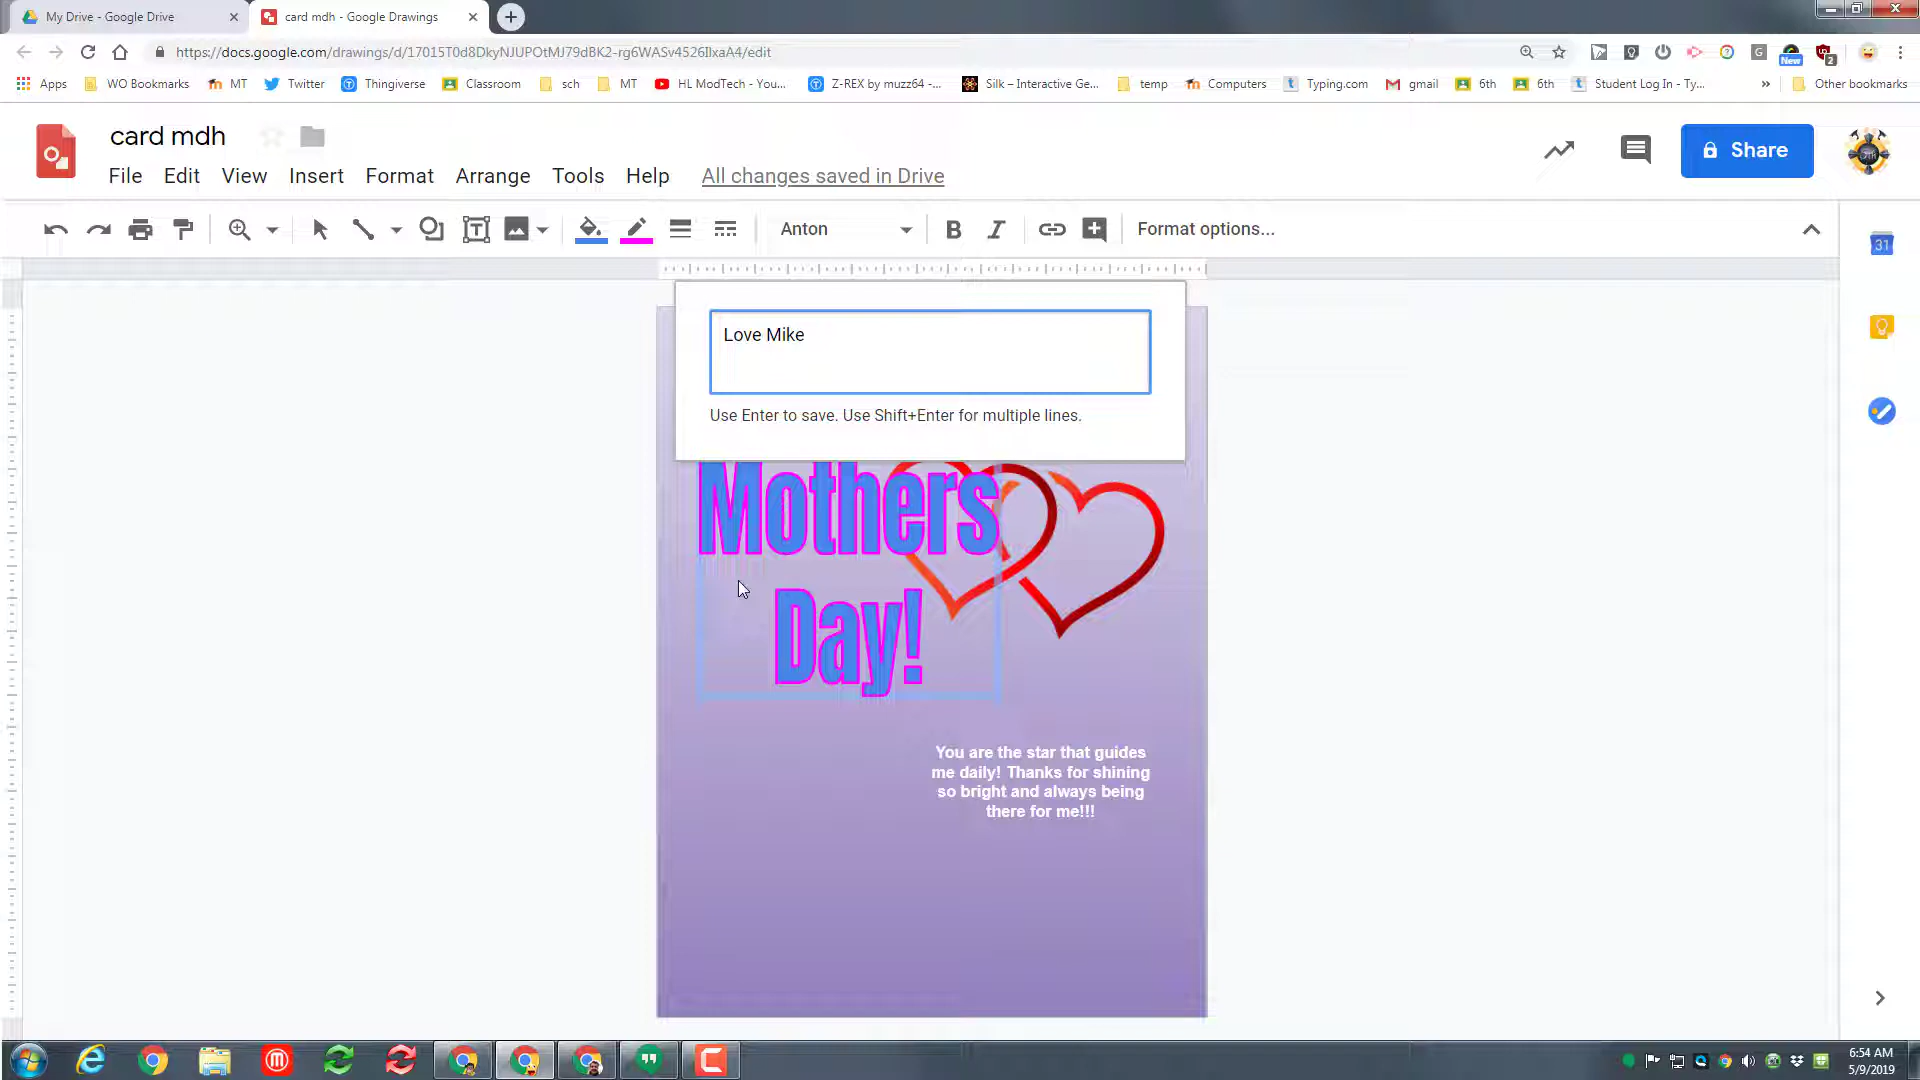 My Drive - Google Drive
card mdh - Google Drawings
https://docs.google.com/drawings/d/17015T0d8DkyNJUPOtMJ79dBK2-rg6WASv4526IlxaA4/edit
New
2
Apps
WO Bookmarks
MT
Twitter
Thingiverse
Classroom
sch
MT
HL ModTech - You...
Z-REX by muzz64 -...
Silk – Interactive Ge...
temp
Computers
Typing.com
gmail
6th
6th
Student Log In - Ty...
Other bookmarks
card mdh
Share
File Edit View Insert Format Arrange Tools Help All changes saved in Drive
Anton
B I
Format options...
31
Love Mike
Use Enter to save. Use Shift+Enter for multiple lines.
Mothers
Day!
You are the star that guides
me daily! Thanks for shining
so bright and always being
there for me!!!
6:54 AM
5/9/2019